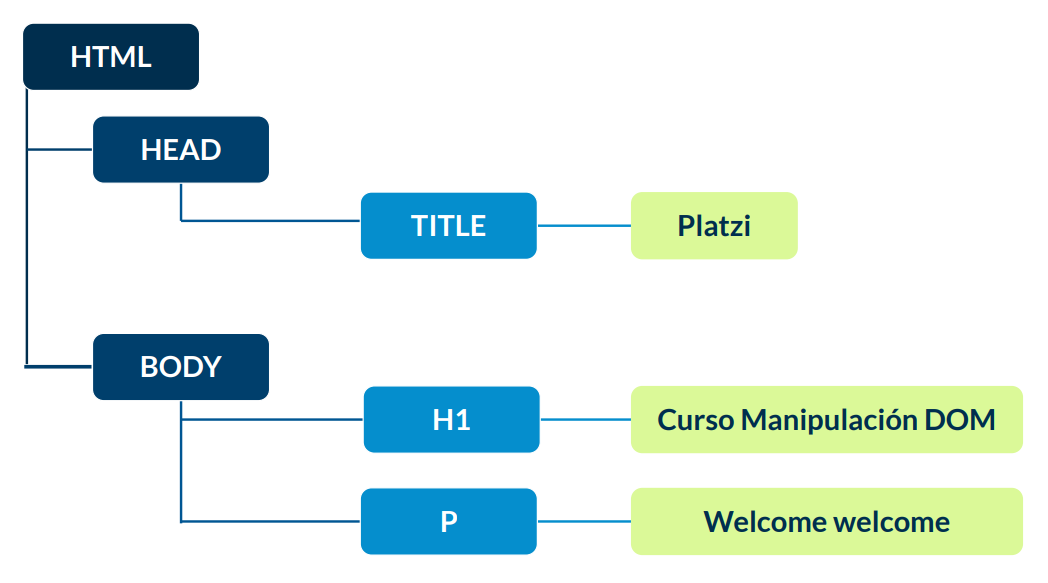 HTML
HEAD
TITLE
Platzi
BODY
H1
Curso Manipulación DOM
P
Welcome welcome